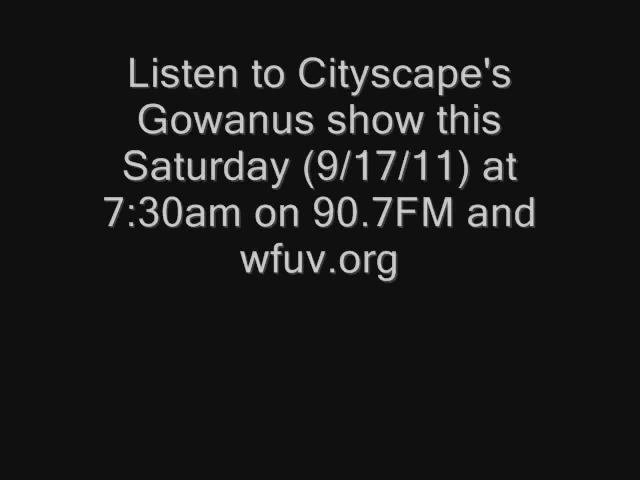 Listen to Cityscape's
Gowanus show this
Saturday (9/17/11) at
7:30am on 90.7FM and
wfuv.org